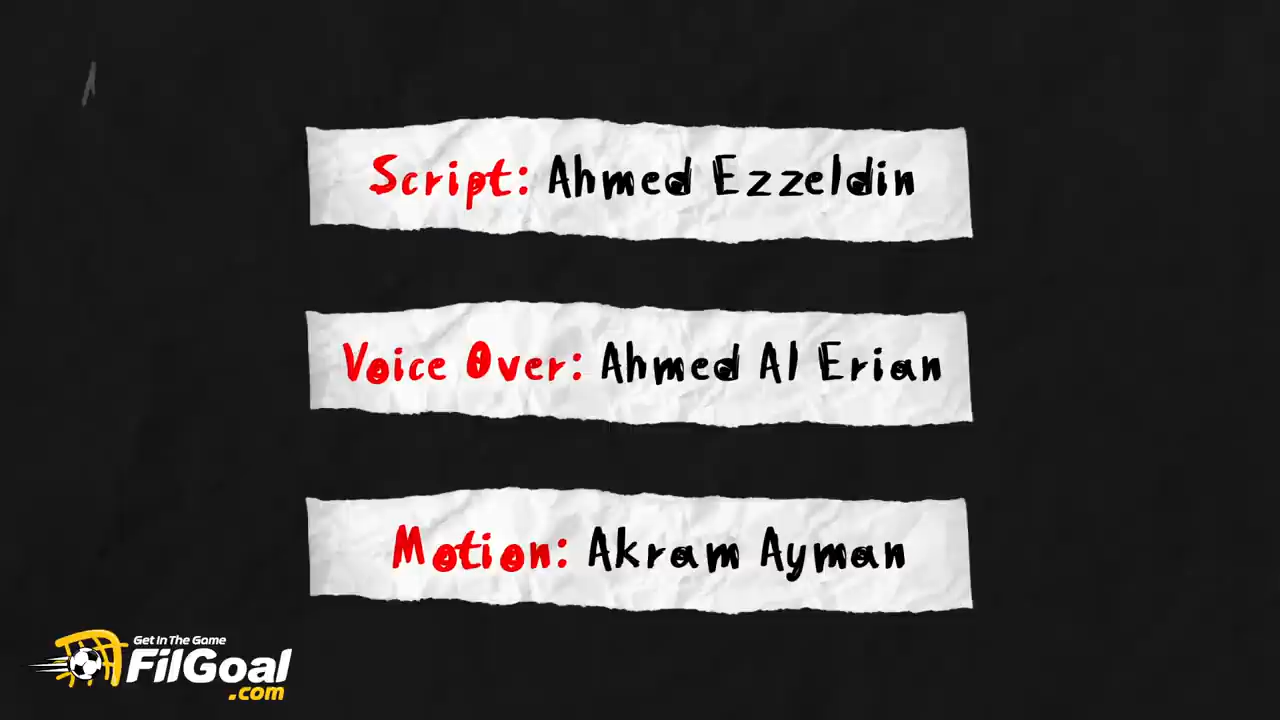 Script: Ahmed Ezzeldin
Voice Over: Ahmed Al Erian
Motion: Akram Ayman
Get In The Game
FilGoal
.com